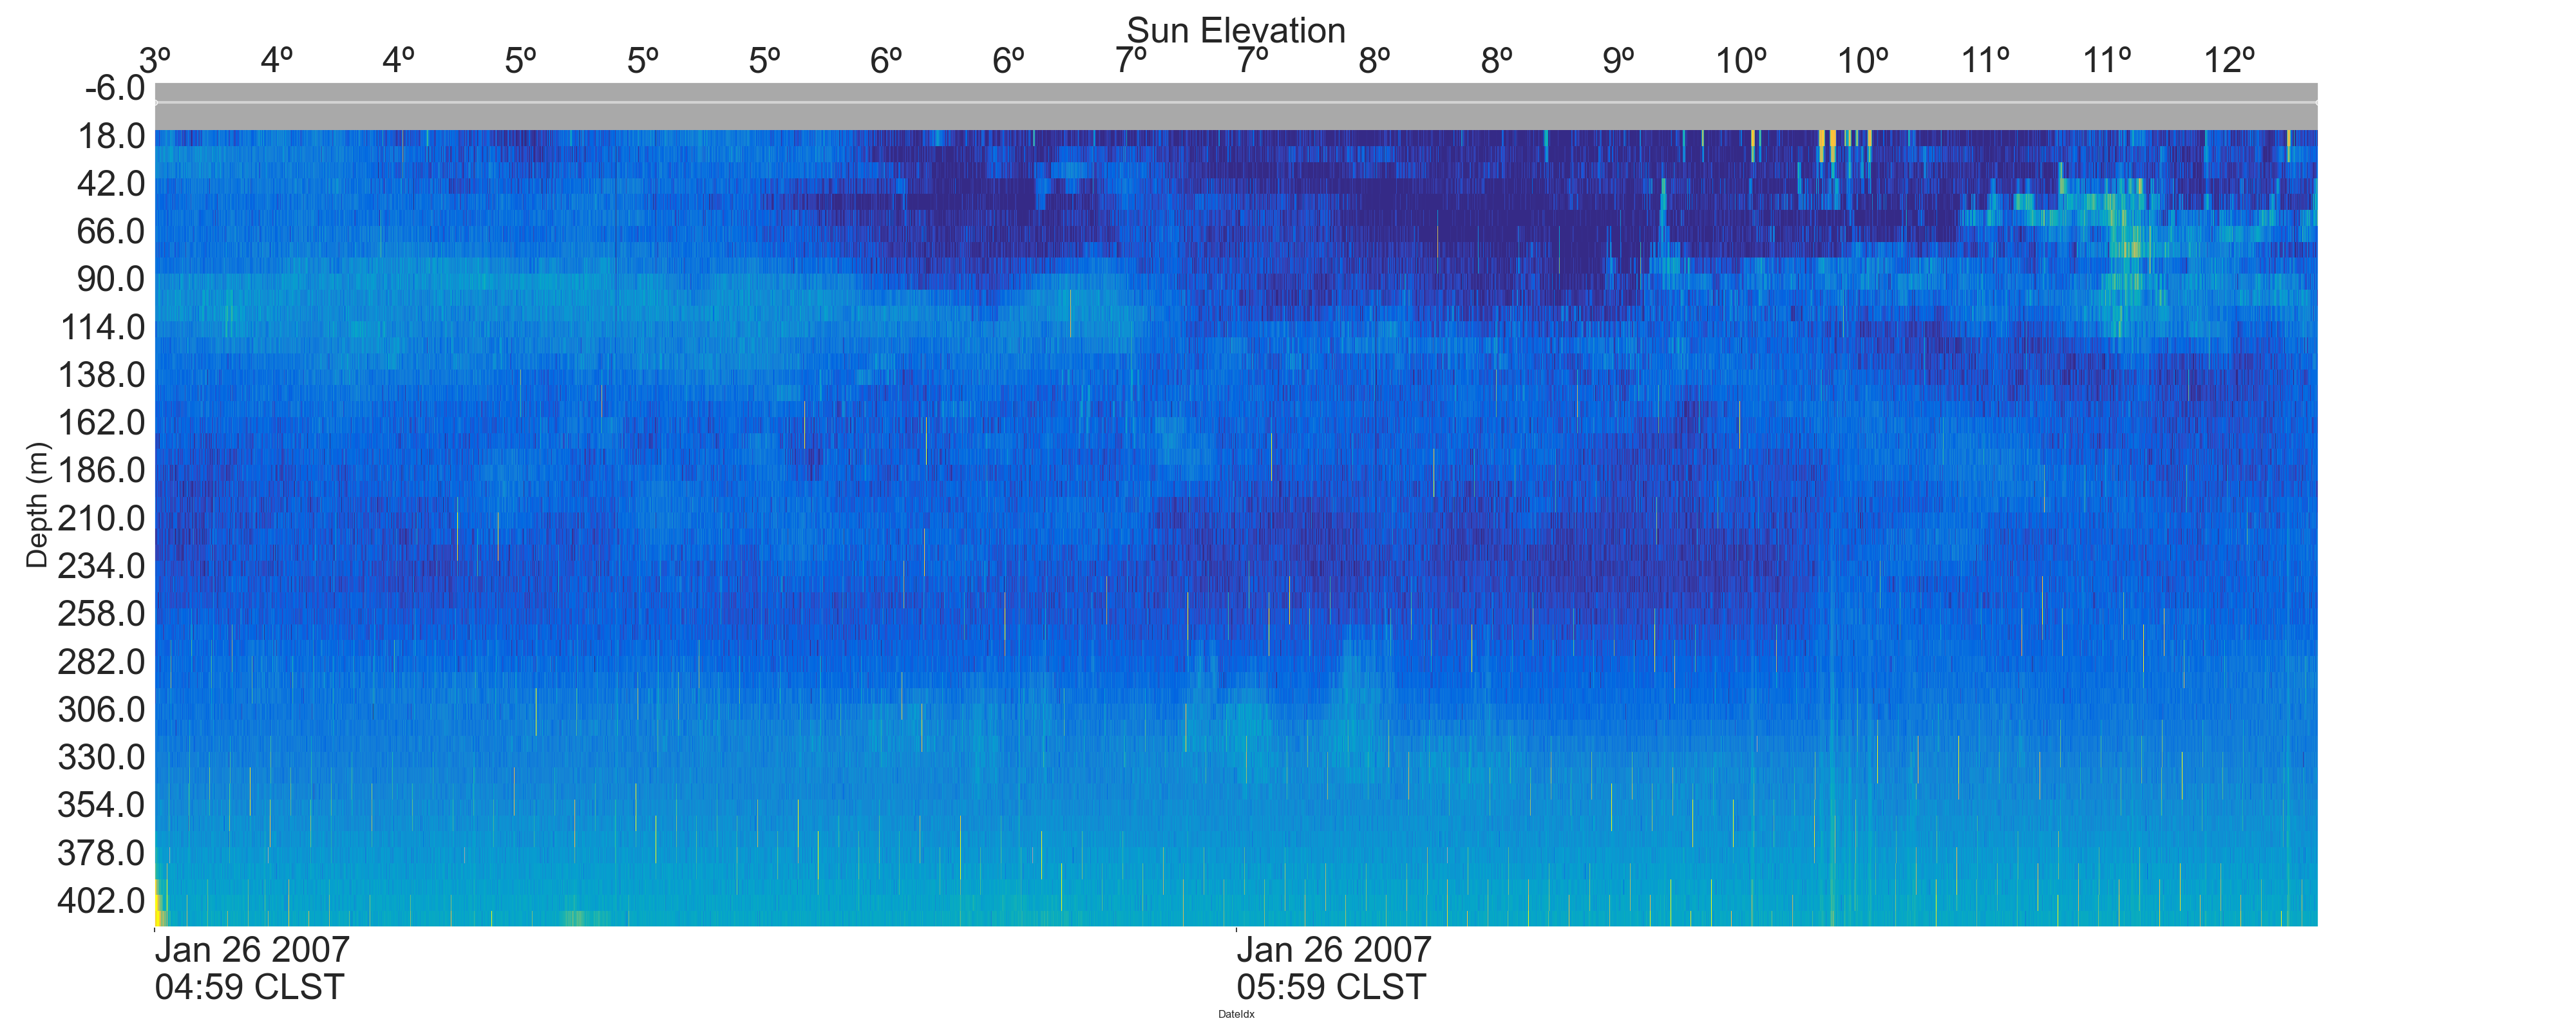 Sun Elevation
3º 4º 4º 5º 5º 5º 6º 6º 7º 7º 8º 8º 9º 10º 10º 11º 11º 12º
-6.0
18.0
42.0
66.0
90.0
114.0
138.0
162.0
186.0
210.0
234.0
258.0
282.0
306.0
330.0
354.0
378.0
402.0
Depth (m)
Jan 26 2007
04:59 CLST
Jan 26 2007
05:59 CLST
DateIdx